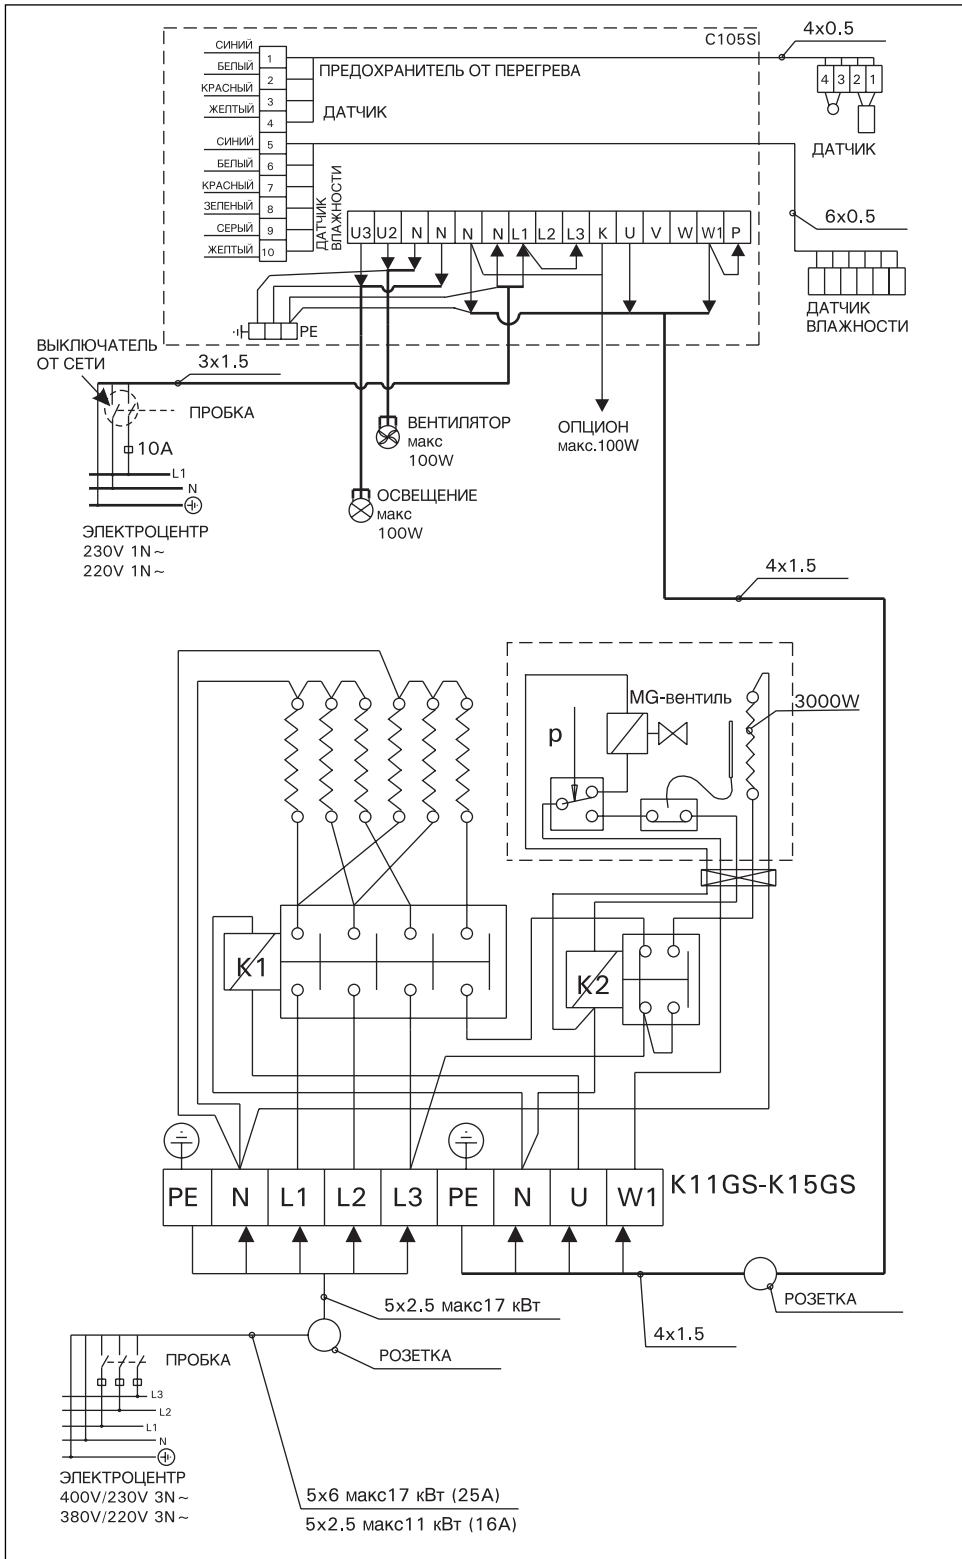 C105S
4x0.5
СИНИЙ
1
БЕЛЫЙ
2
КРАСНЫЙ
3
ЖЕЛТЫЙ
4
СИНИЙ
5
БЕЛЫЙ
6
КРАСНЫЙ
7
ЗЕЛЕНЫЙ
8
СЕРЫЙ
9
ЖЕЛТЫЙ
10
ПРЕДОХРАНИТЕЛЬ ОТ ПЕРЕГРЕВА
ДАТЧИК
ДАТЧИК
ВЛАЖНОСТИ
4 3 2 1
ДАТЧИК
6x0.5
ДАТЧИК
ВЛАЖНОСТИ
U3 U2 N N N N L1 L2 L3 K U V W W1 P
PE
ВЫКЛЮЧАТЕЛЬ
ОТ СЕТИ
3x1.5
ПРОБКА
10A
L1
N
ЭЛЕКТРОЦЕНТР
230V 1N~
220V 1N~
ВЕНТИЛЯТОР
макс
100W
ОПЦИОН
макс.100W
ОСВЕЩЕНИЕ
макс
100W
4x1.5
MG-вентиль
3000W
p
K1
K2
PE N L1 L2 L3 PE N U W1
K11GS-K15GS
5x2.5 макс17 кВт
РОЗЕТКА
4x1.5
РОЗЕТКА
ПРОБКА
L3
L2
L1
N
ЭЛЕКТРОЦЕНТР
400V/230V 3N~
380V/220V 3N~
5x6 макс17 кВт (25A)
5x2.5 макс11 кВт (16A)